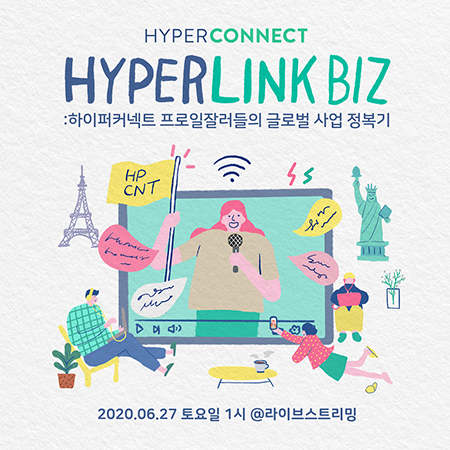 HYPERCONNECT
HYPERLINK BIZ
:하이퍼커넥트 프로일잘러들의 글로벌 사업 정복기
HP
CNT
2020.06.27 토요일 1시 @라이브스트리밍